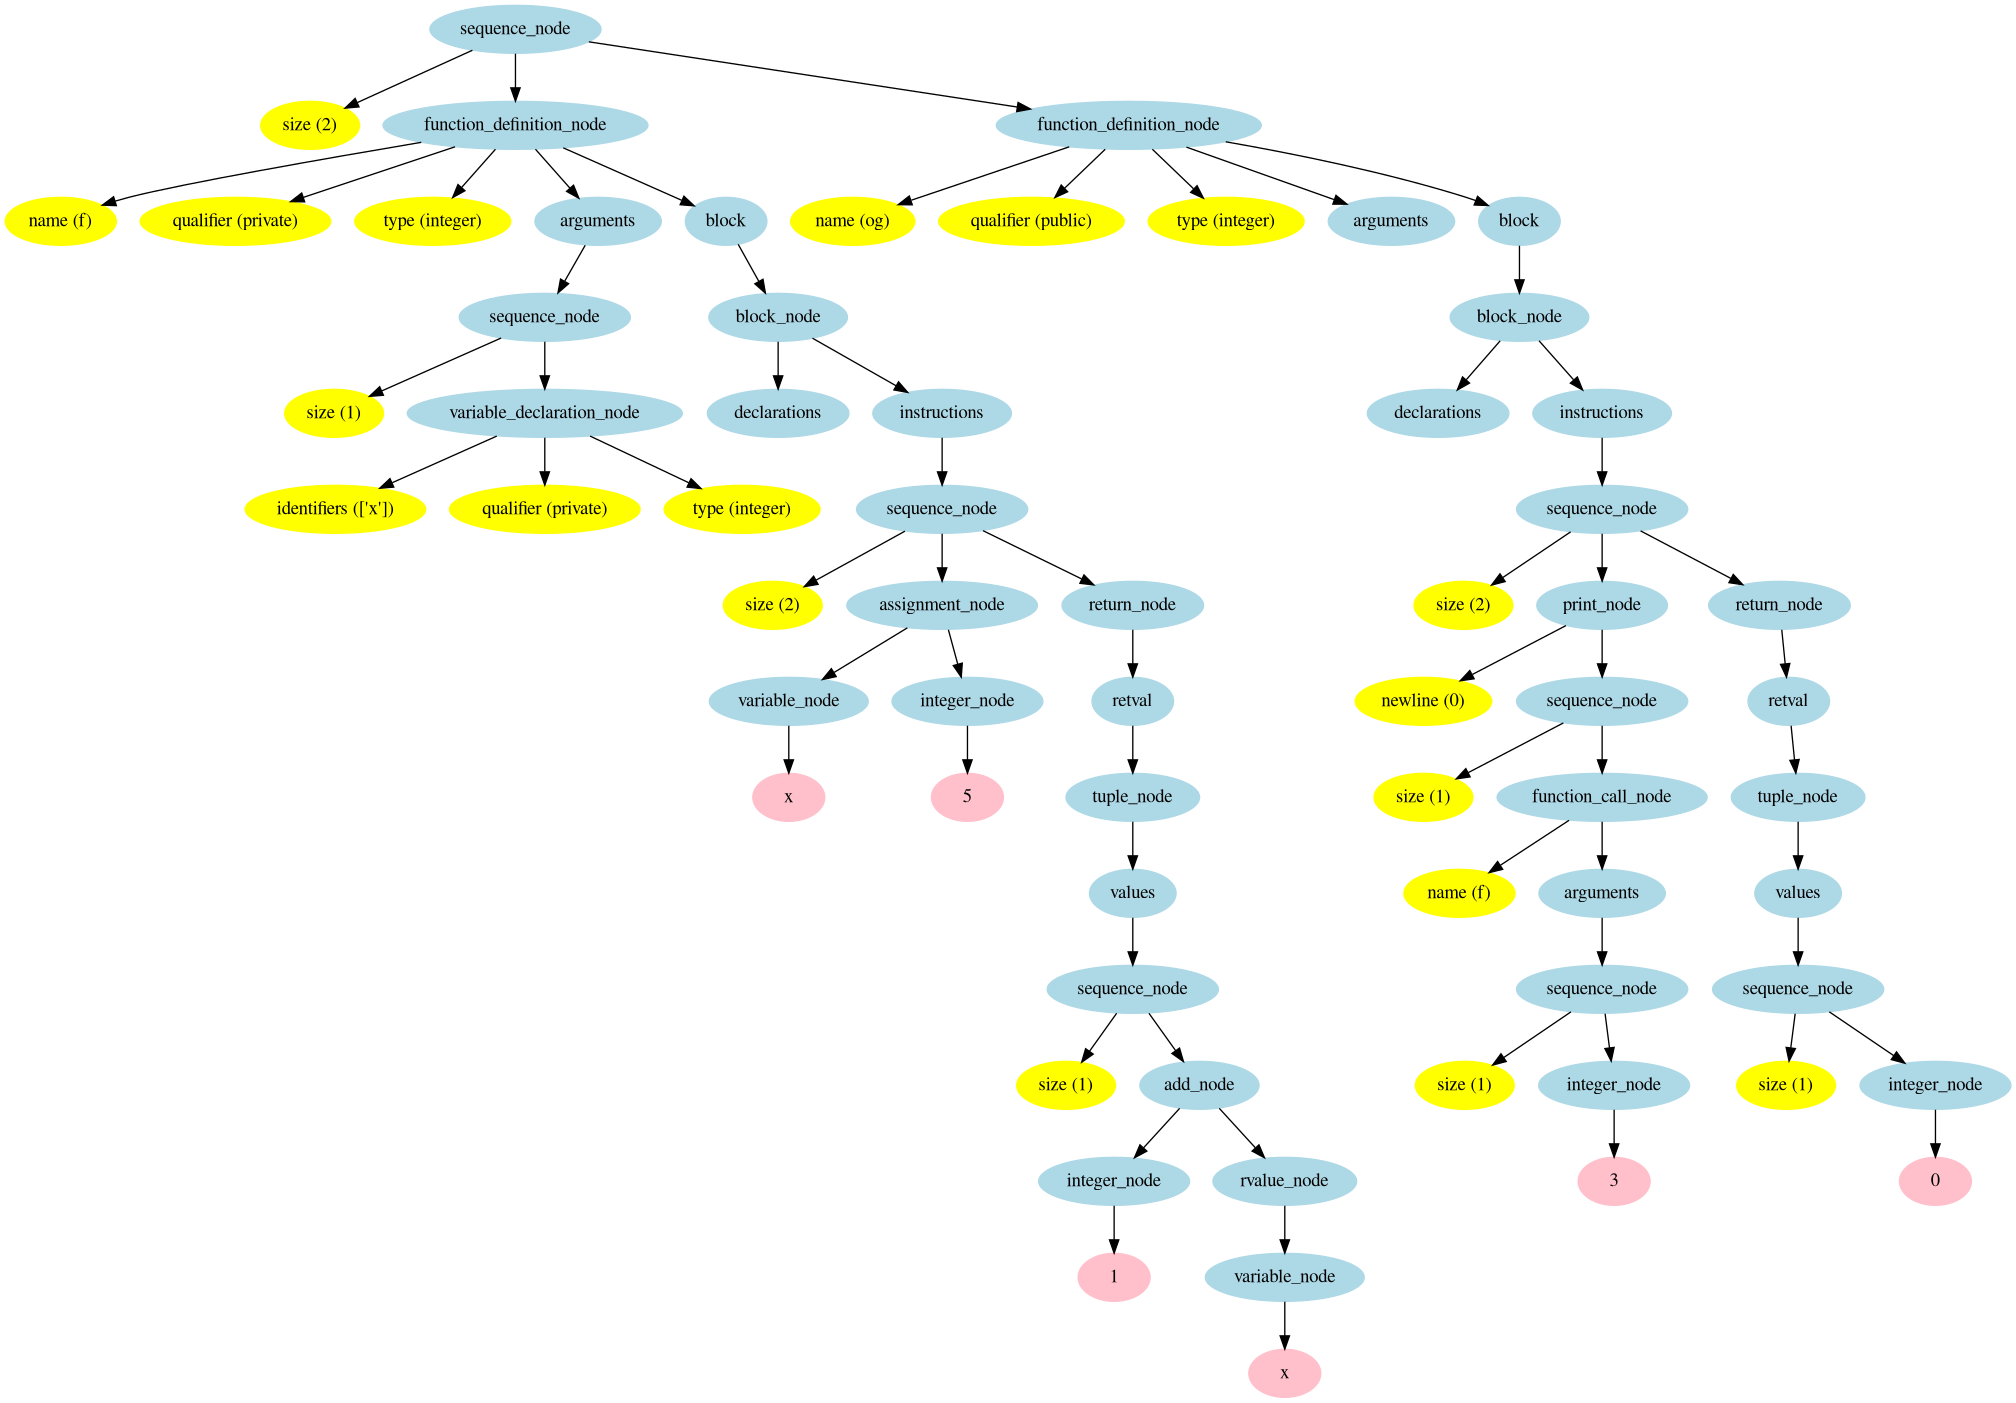 sequence_node
size (2)
function_definition_node
function_definition_node
name (f)
qualifier (private)
type (integer)
arguments
block
name (og)
qualifier (public)
type (integer)
arguments
block
sequence_node
block_node
block_node
size (1)
variable_declaration_node
declarations
instructions
declarations
instructions
identifiers (['x'])
qualifier (private)
type (integer)
sequence_node
sequence_node
size (2)
assignment_node
return_node
size (2)
print_node
return_node
variable_node
integer_node
retval
newline (0)
sequence_node
retval
x
5
tuple_node
size (1)
function_call_node
tuple_node
values
name (f)
arguments
values
sequence_node
sequence_node
sequence_node
size (1)
add_node
size (1)
integer_node
size (1)
integer_node
integer_node
rvalue_node
3
0
1
variable_node
x